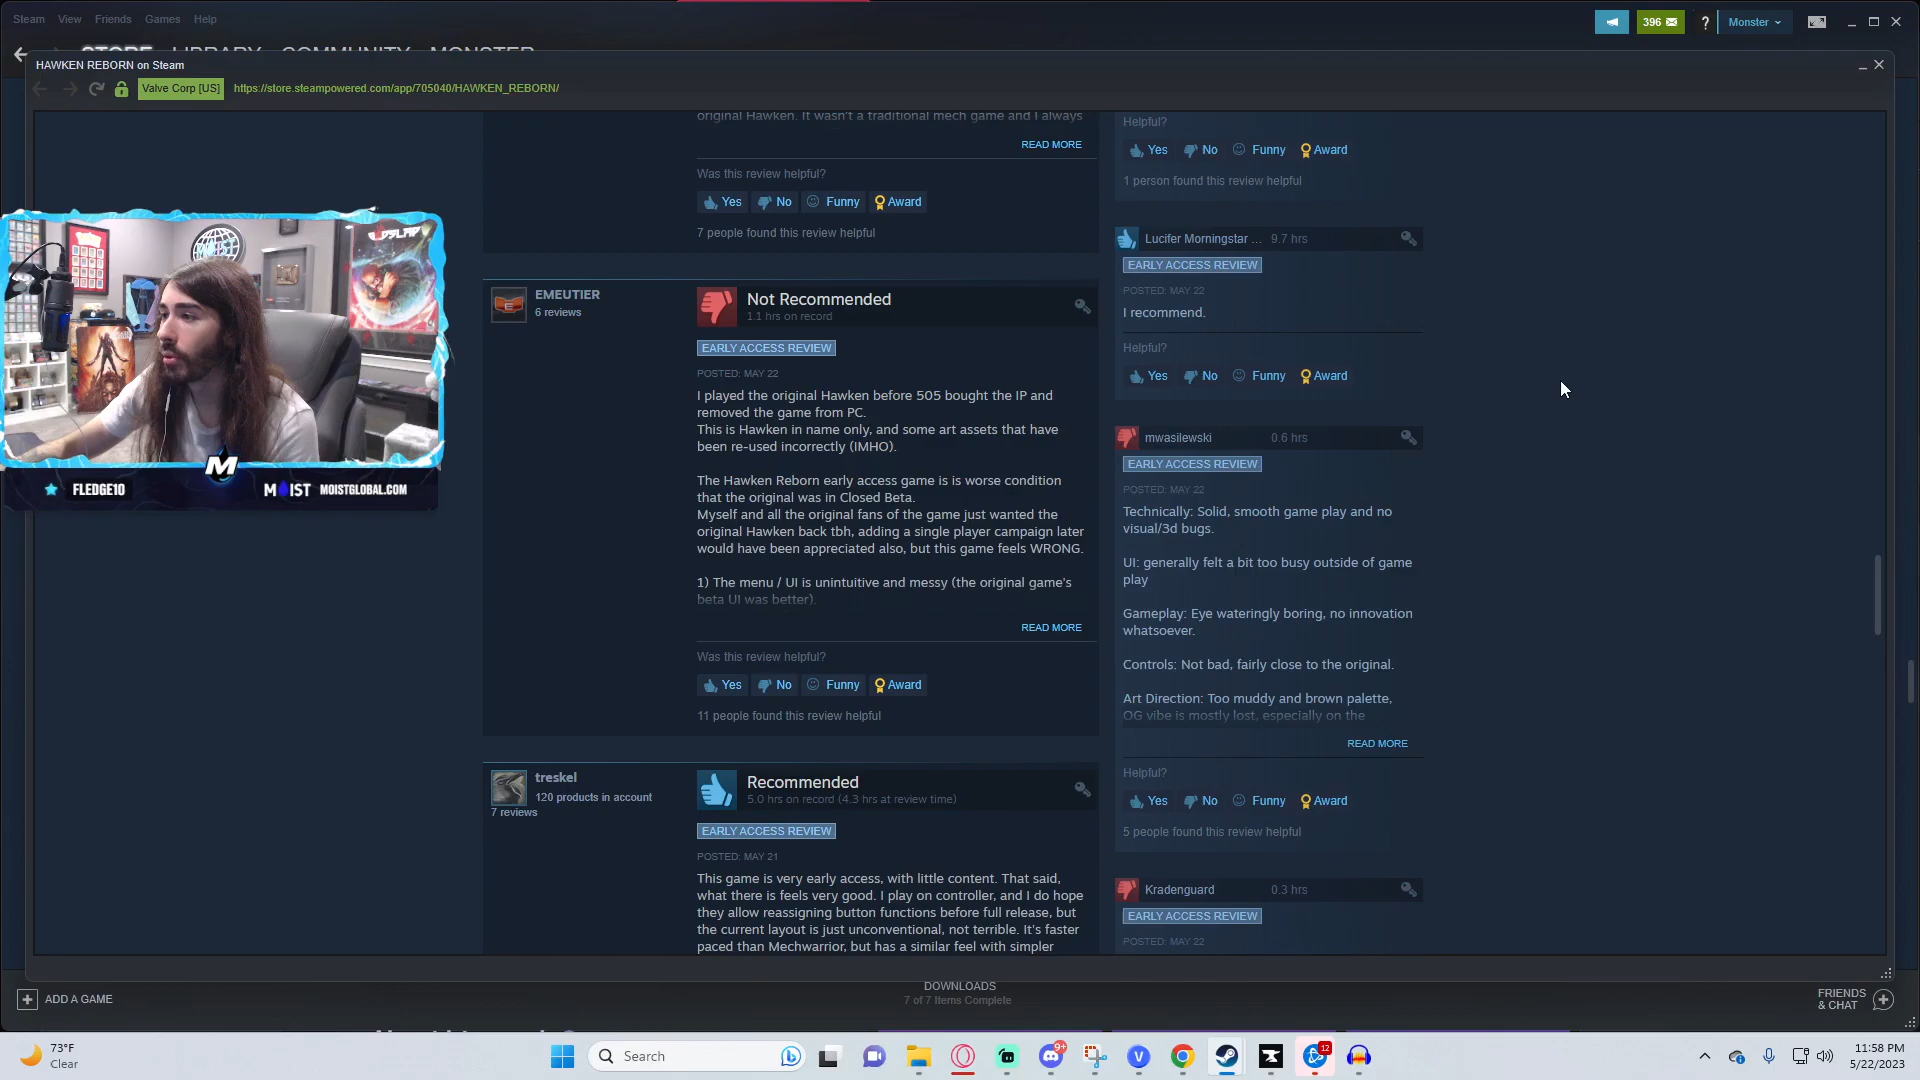 Steam View Friends Games Help
396
?
Monster
STORE LIBRARY COMMUNITY MONSTER
HAWKEN REBORN on Steam
Valve Corp [US] https://store.steampowered.com/app/705040/HAWKEN_REBORN/
original Hawken. It wasn't a traditional mech game and I always
READ MORE
Was this review helpful?
Yes No Funny Award
7 people found this review helpful
EMEUTIER
6 reviews
Not Recommended
1.1 hrs on record
EARLY ACCESS REVIEW
POSTED: MAY 22
I played the original Hawken before 505 bought the IP and
removed the game from PC.
This is Hawken in name only, and some art assets that have
been re-used incorrectly (IMHO).
The Hawken Reborn early access game is is worse condition
that the original was in Closed Beta.
Myself and all the original fans of the game just wanted the
original Hawken back tbh, adding a single player campaign later
would have been appreciated also, but this game feels WRONG.
1) The menu / UI is unintuitive and messy (the original game's
beta UI was better).
READ MORE
Was this review helpful?
Yes No Funny Award
11 people found this review helpful
treskel
120 products in account
7 reviews
Recommended
5.0 hrs on record (4.3 hrs at review time)
EARLY ACCESS REVIEW
POSTED: MAY 21
This game is very early access, with little content. That said,
what there is feels very good. I play on controller, and I do hope
they allow reassigning button functions before full release, but
the current layout is just unconventional, not terrible. It's faster
paced than Mechwarrior, but has a similar feel with simpler
Helpful?
Yes No Funny Award
1 person found this review helpful
Lucifer Morningstar ... 9.7 hrs
EARLY ACCESS REVIEW
POSTED: MAY 22
I recommend.
Helpful?
Yes No Funny Award
mwasilewski 0.6 hrs
EARLY ACCESS REVIEW
POSTED: MAY 22
Technically: Solid, smooth game play and no
visual/3d bugs.
UI: generally felt a bit too busy outside of game
play
Gameplay: Eye wateringly boring, no innovation
whatsoever.
Controls: Not bad, fairly close to the original.
Art Direction: Too muddy and brown palette,
OG vibe is mostly lost, especially on the
READ MORE
Helpful?
Yes No Funny Award
5 people found this review helpful
Kradenguard 0.3 hrs
EARLY ACCESS REVIEW
POSTED: MAY 22
MOIST
GODSLAP
M
FLEDGE10 MOIST MOISTGLOBAL.COM
ADD A GAME
DOWNLOADS
7 of 7 Items Complete
FRIENDS
& CHAT
73°F
Clear
Search
9+
12
11:58 PM
5/22/2023